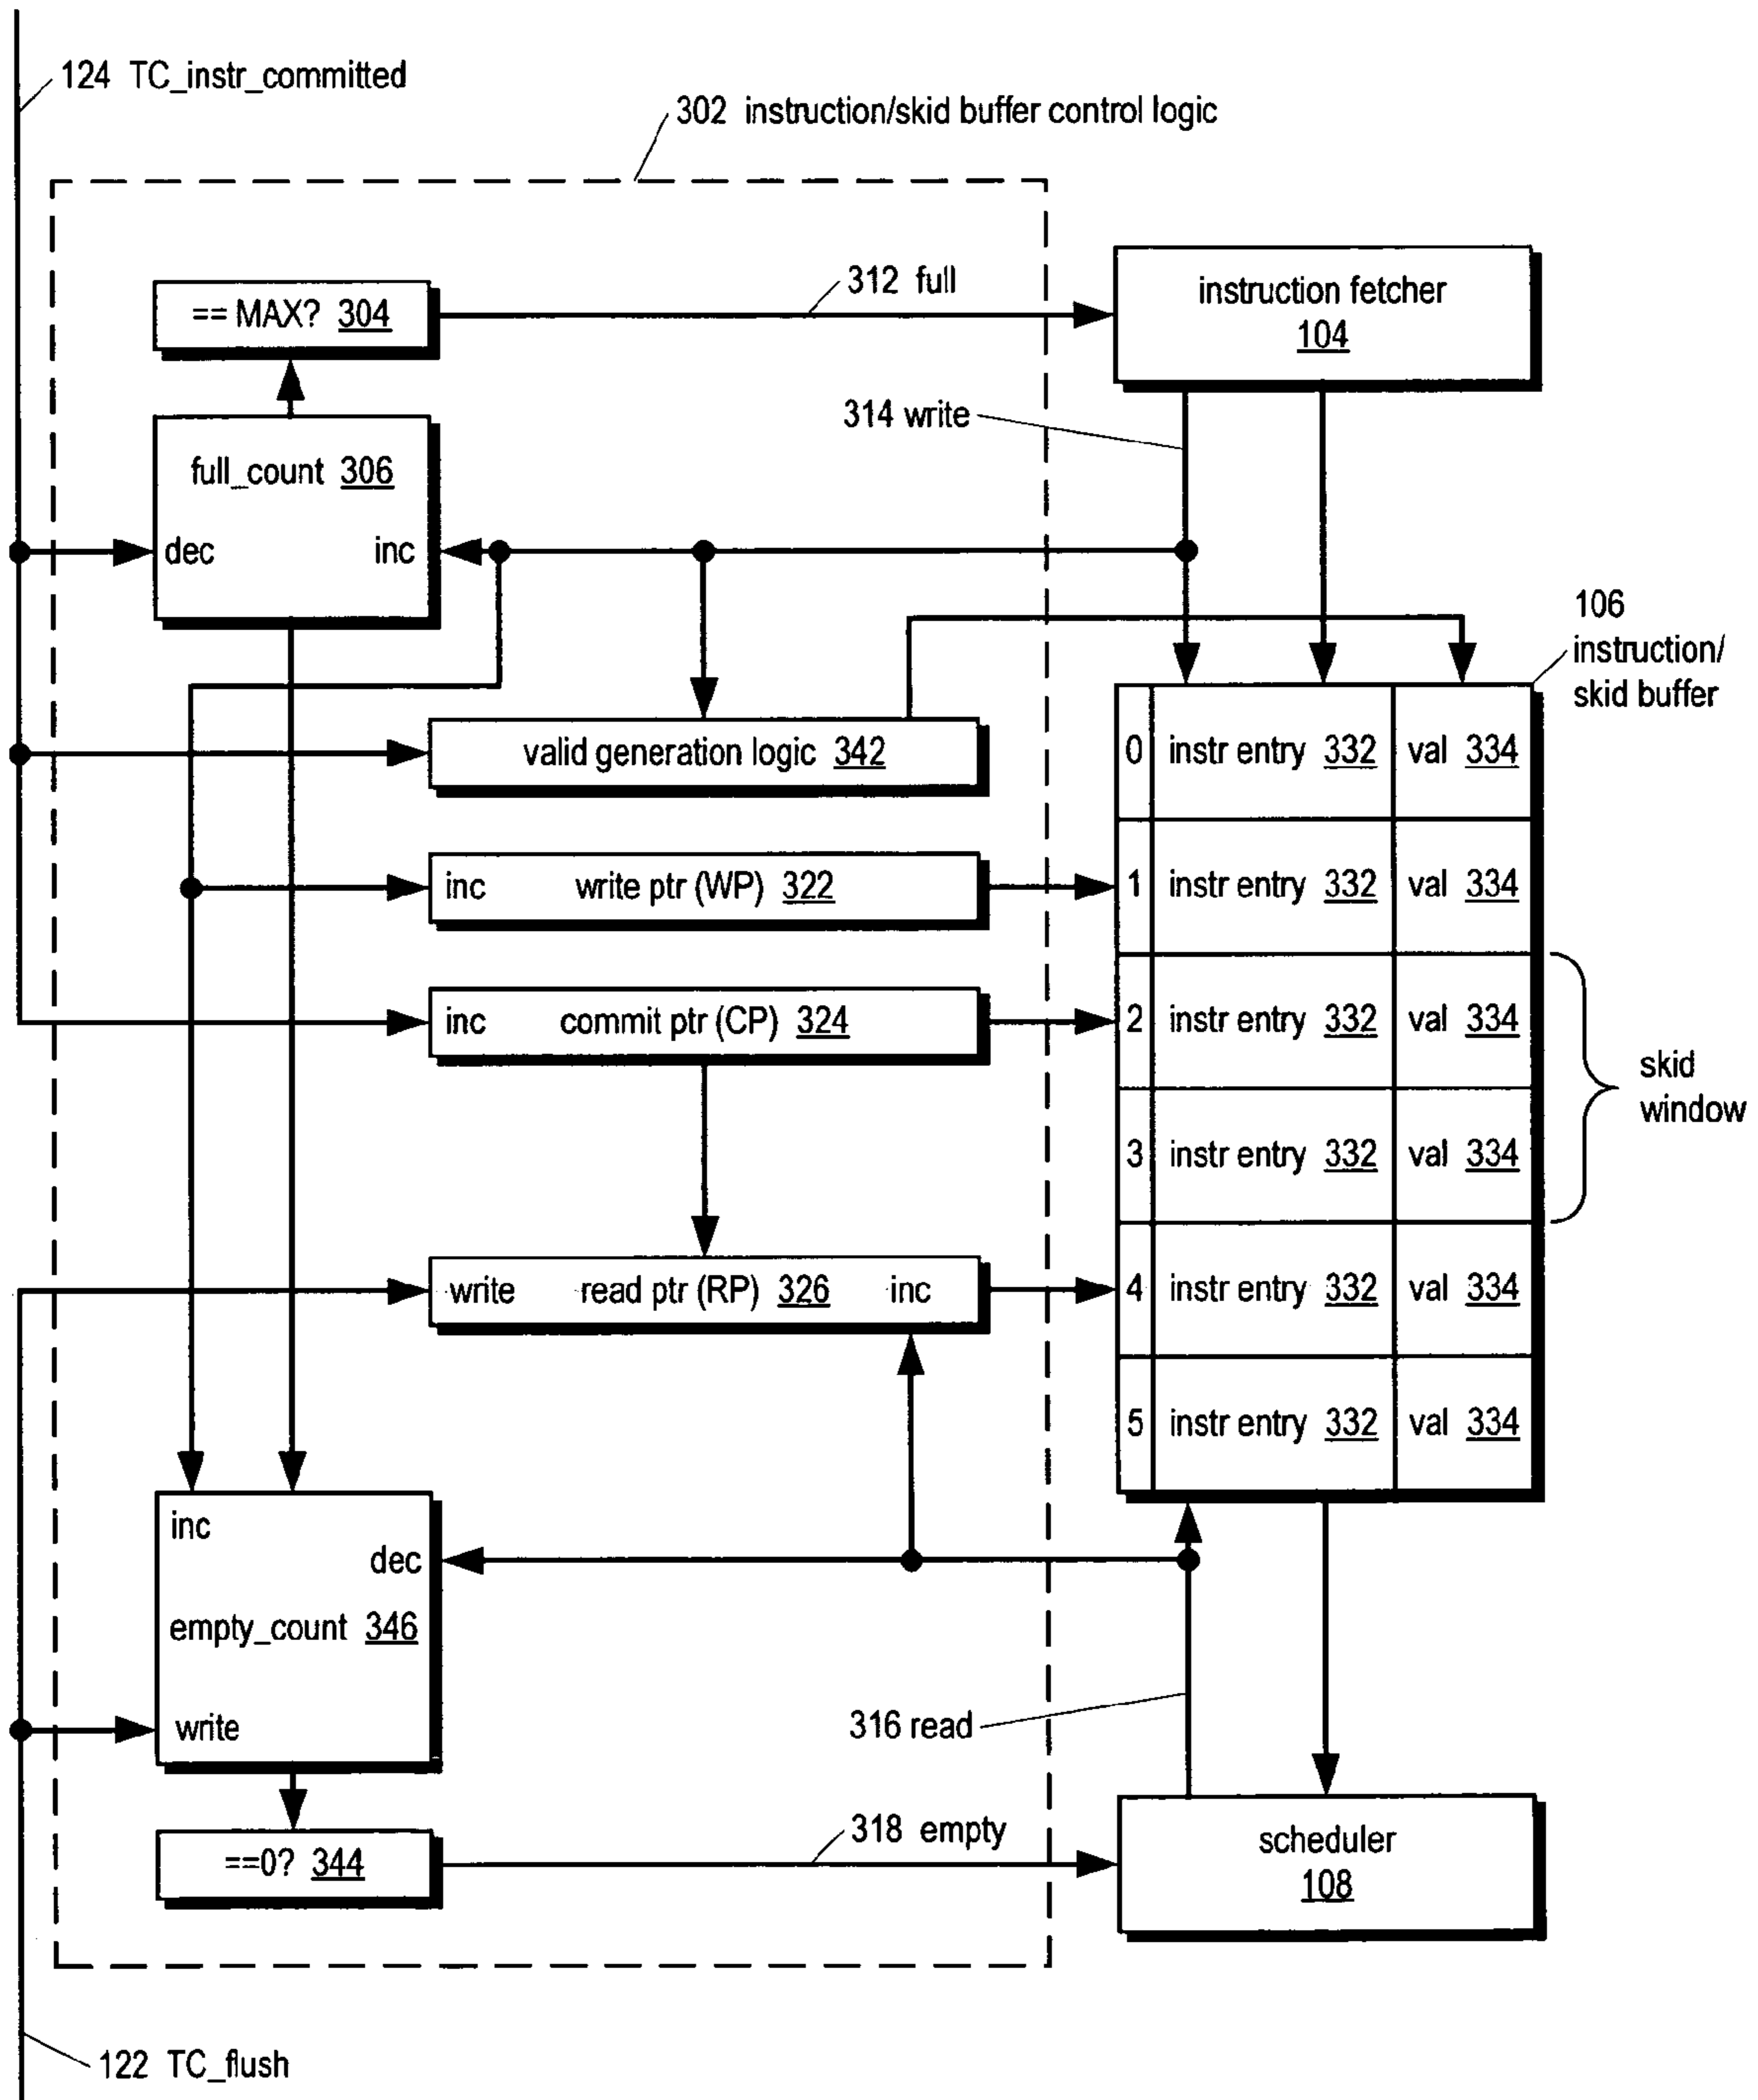 124 TC_instr_committed
302 instruction/skid buffer control logic
== MAX? 304
312 full
instruction fetcher
104
314 write
full_count 306
dec inc
106
instruction/
skid buffer
valid generation logic 342
0 instr entry 332 val 334
inc write ptr (WP) 322
1 instr entry 332 val 334
inc commit ptr (CP) 324
2 instr entry 332 val 334
skid
window
3 instr entry 332 val 334
write read ptr (RP) 326 inc
4 instr entry 332 val 334
5 instr entry 332 val 334
inc
dec
empty_count 346
write
316 read
==0? 344
318 empty
scheduler
108
122 TC_flush